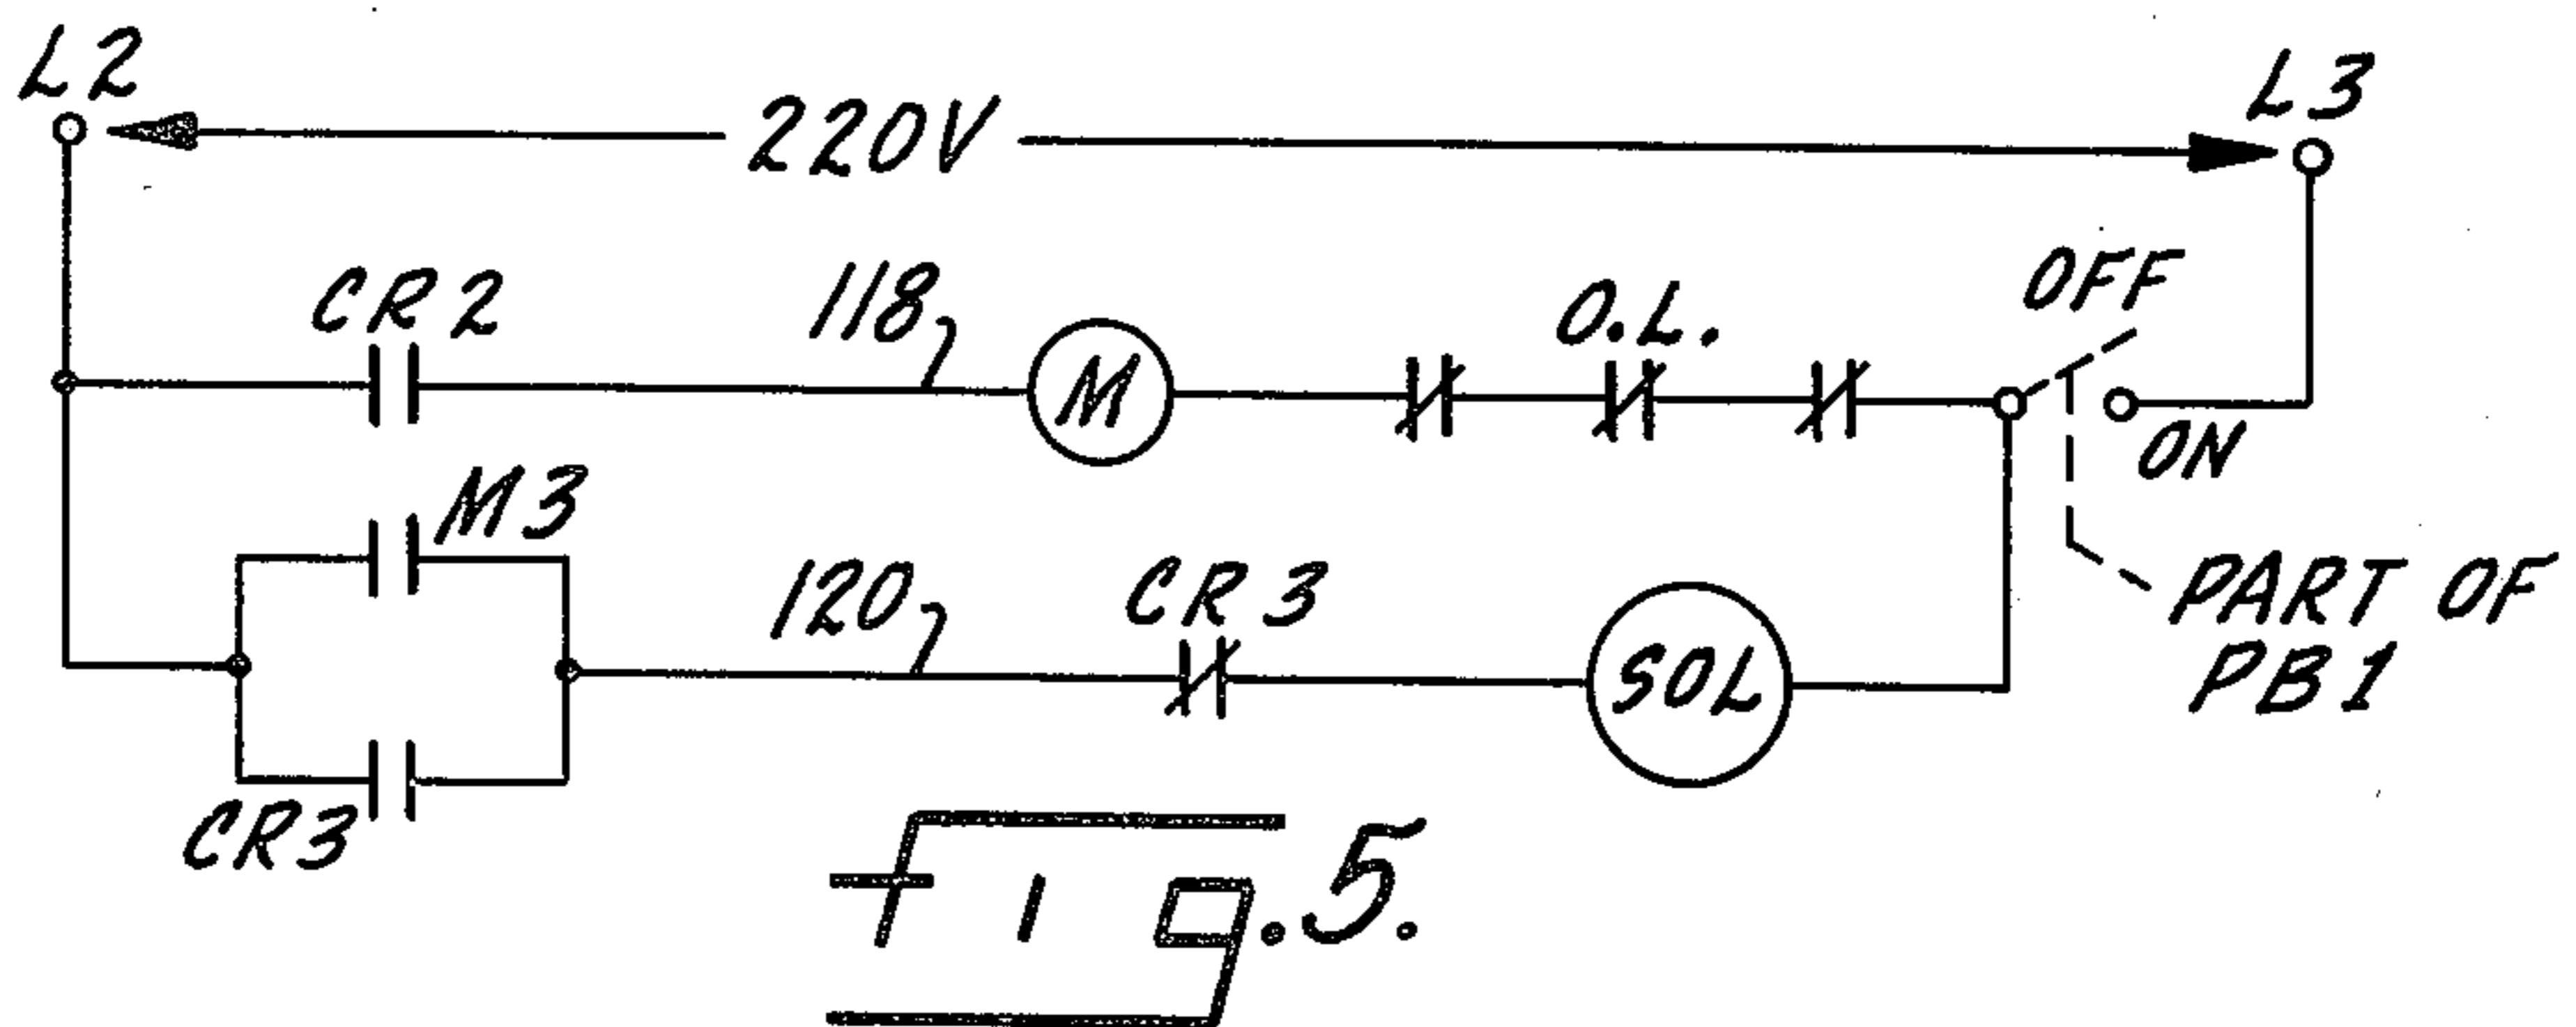 L2
L3
220V
CR2
118
M
O.L.
OFF
ON
M3
120
CR3
SOL
PART OF
PB1
CR3
Fig.5.